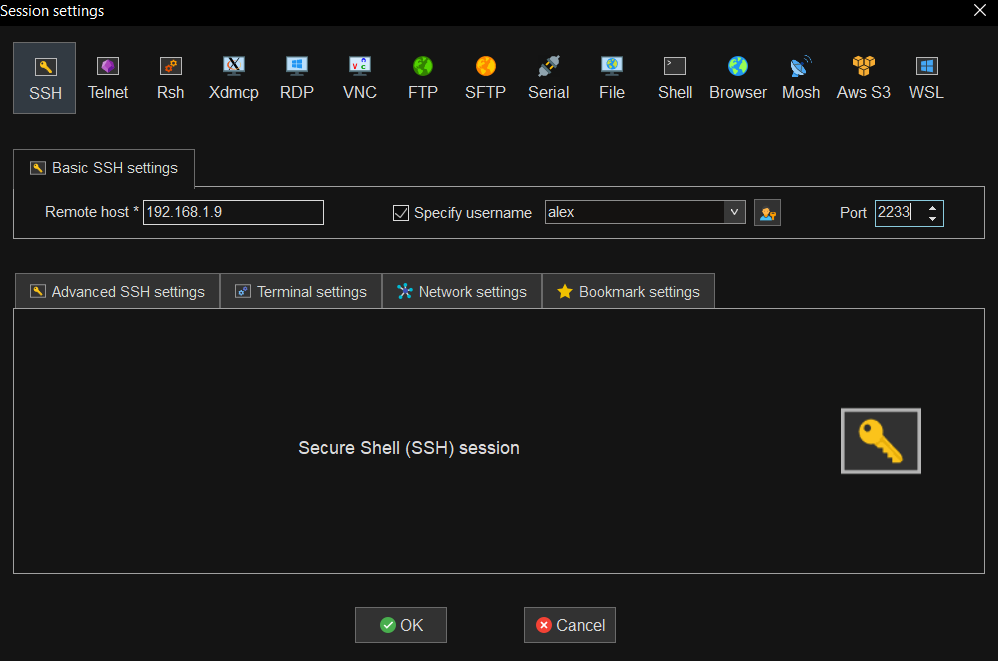 Session settings
SSH Telnet Rsh Xdmcp RDP VNC FTP SFTP Serial File Shell Browser Mosh Aws S3 WSL
Basic SSH settings
Remote host * 192.168.1.9 Specify username alex Port 2233
Advanced SSH settings Terminal settings Network settings Bookmark settings
Secure Shell (SSH) session
OK Cancel